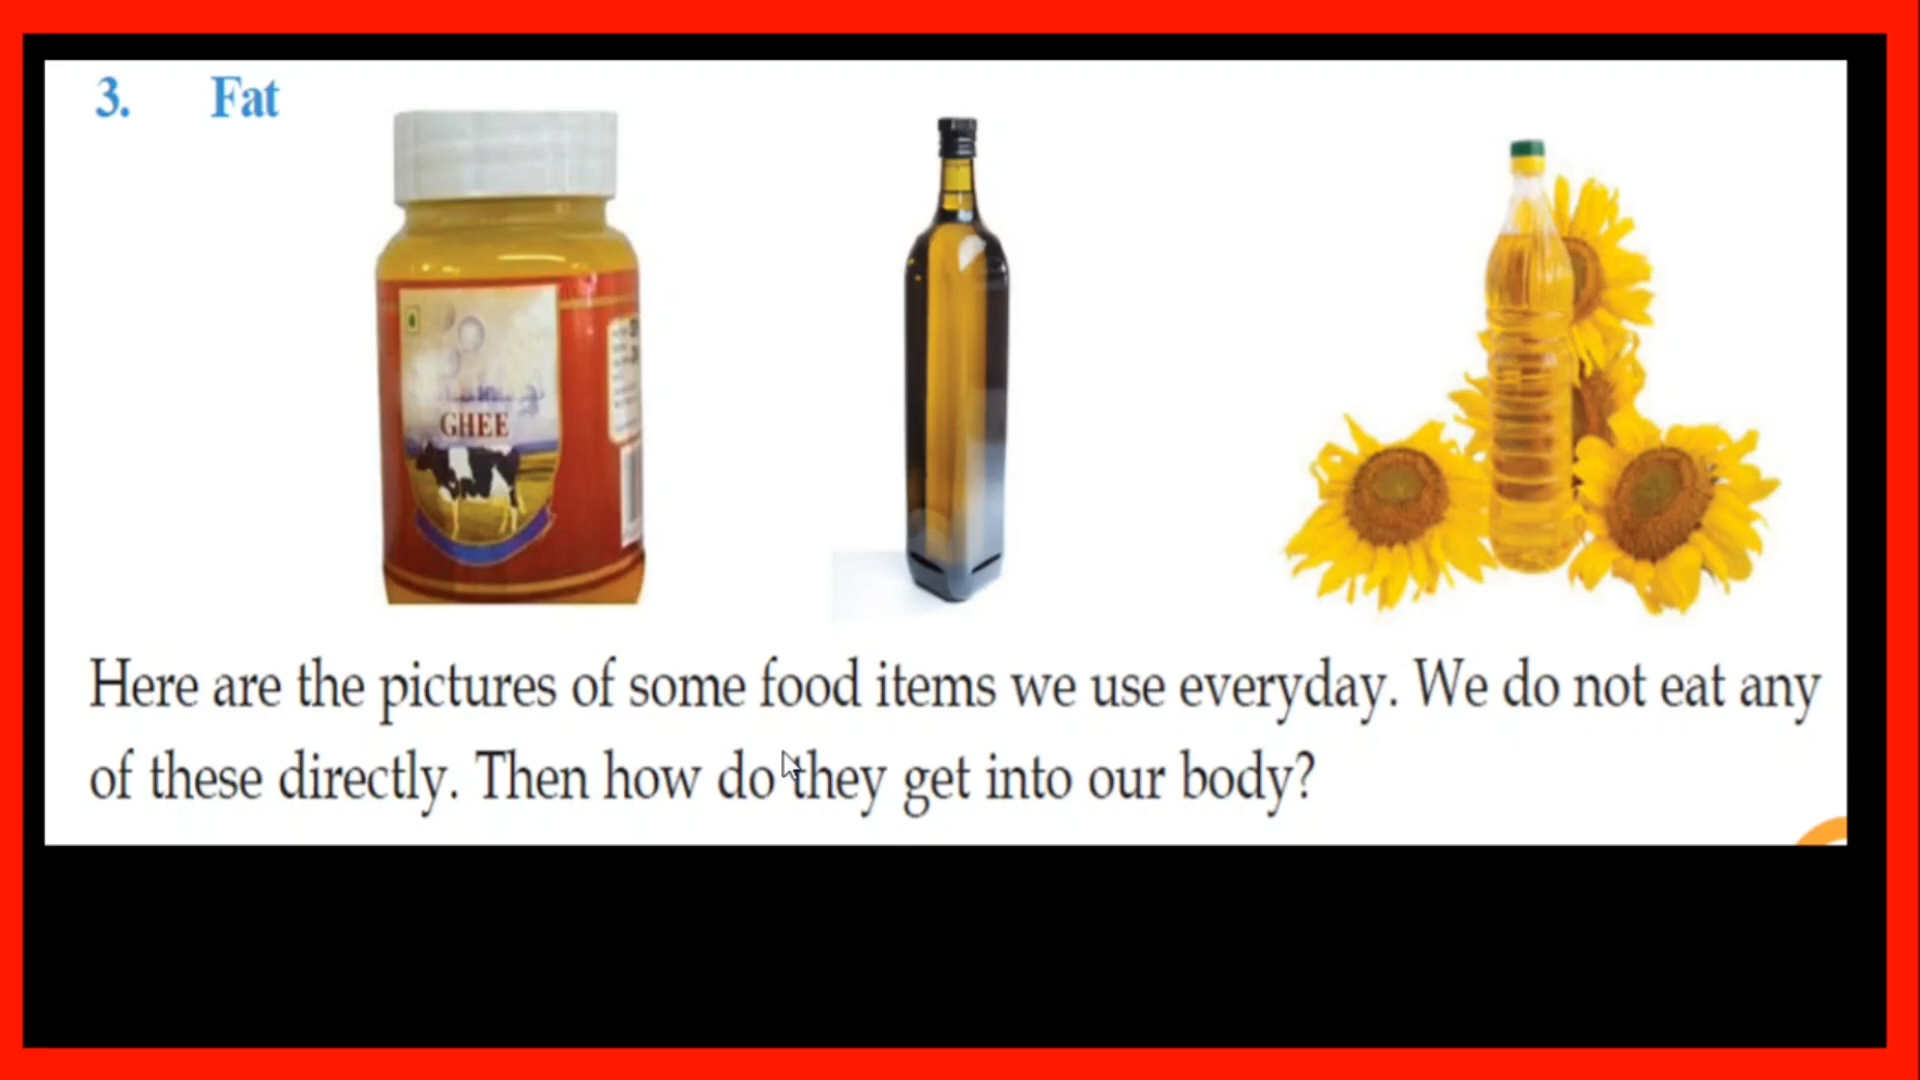 3. Fat
GHEE
Here are the pictures of some food items we use everyday. We do not eat any
of these directly. Then how do they get into our body?